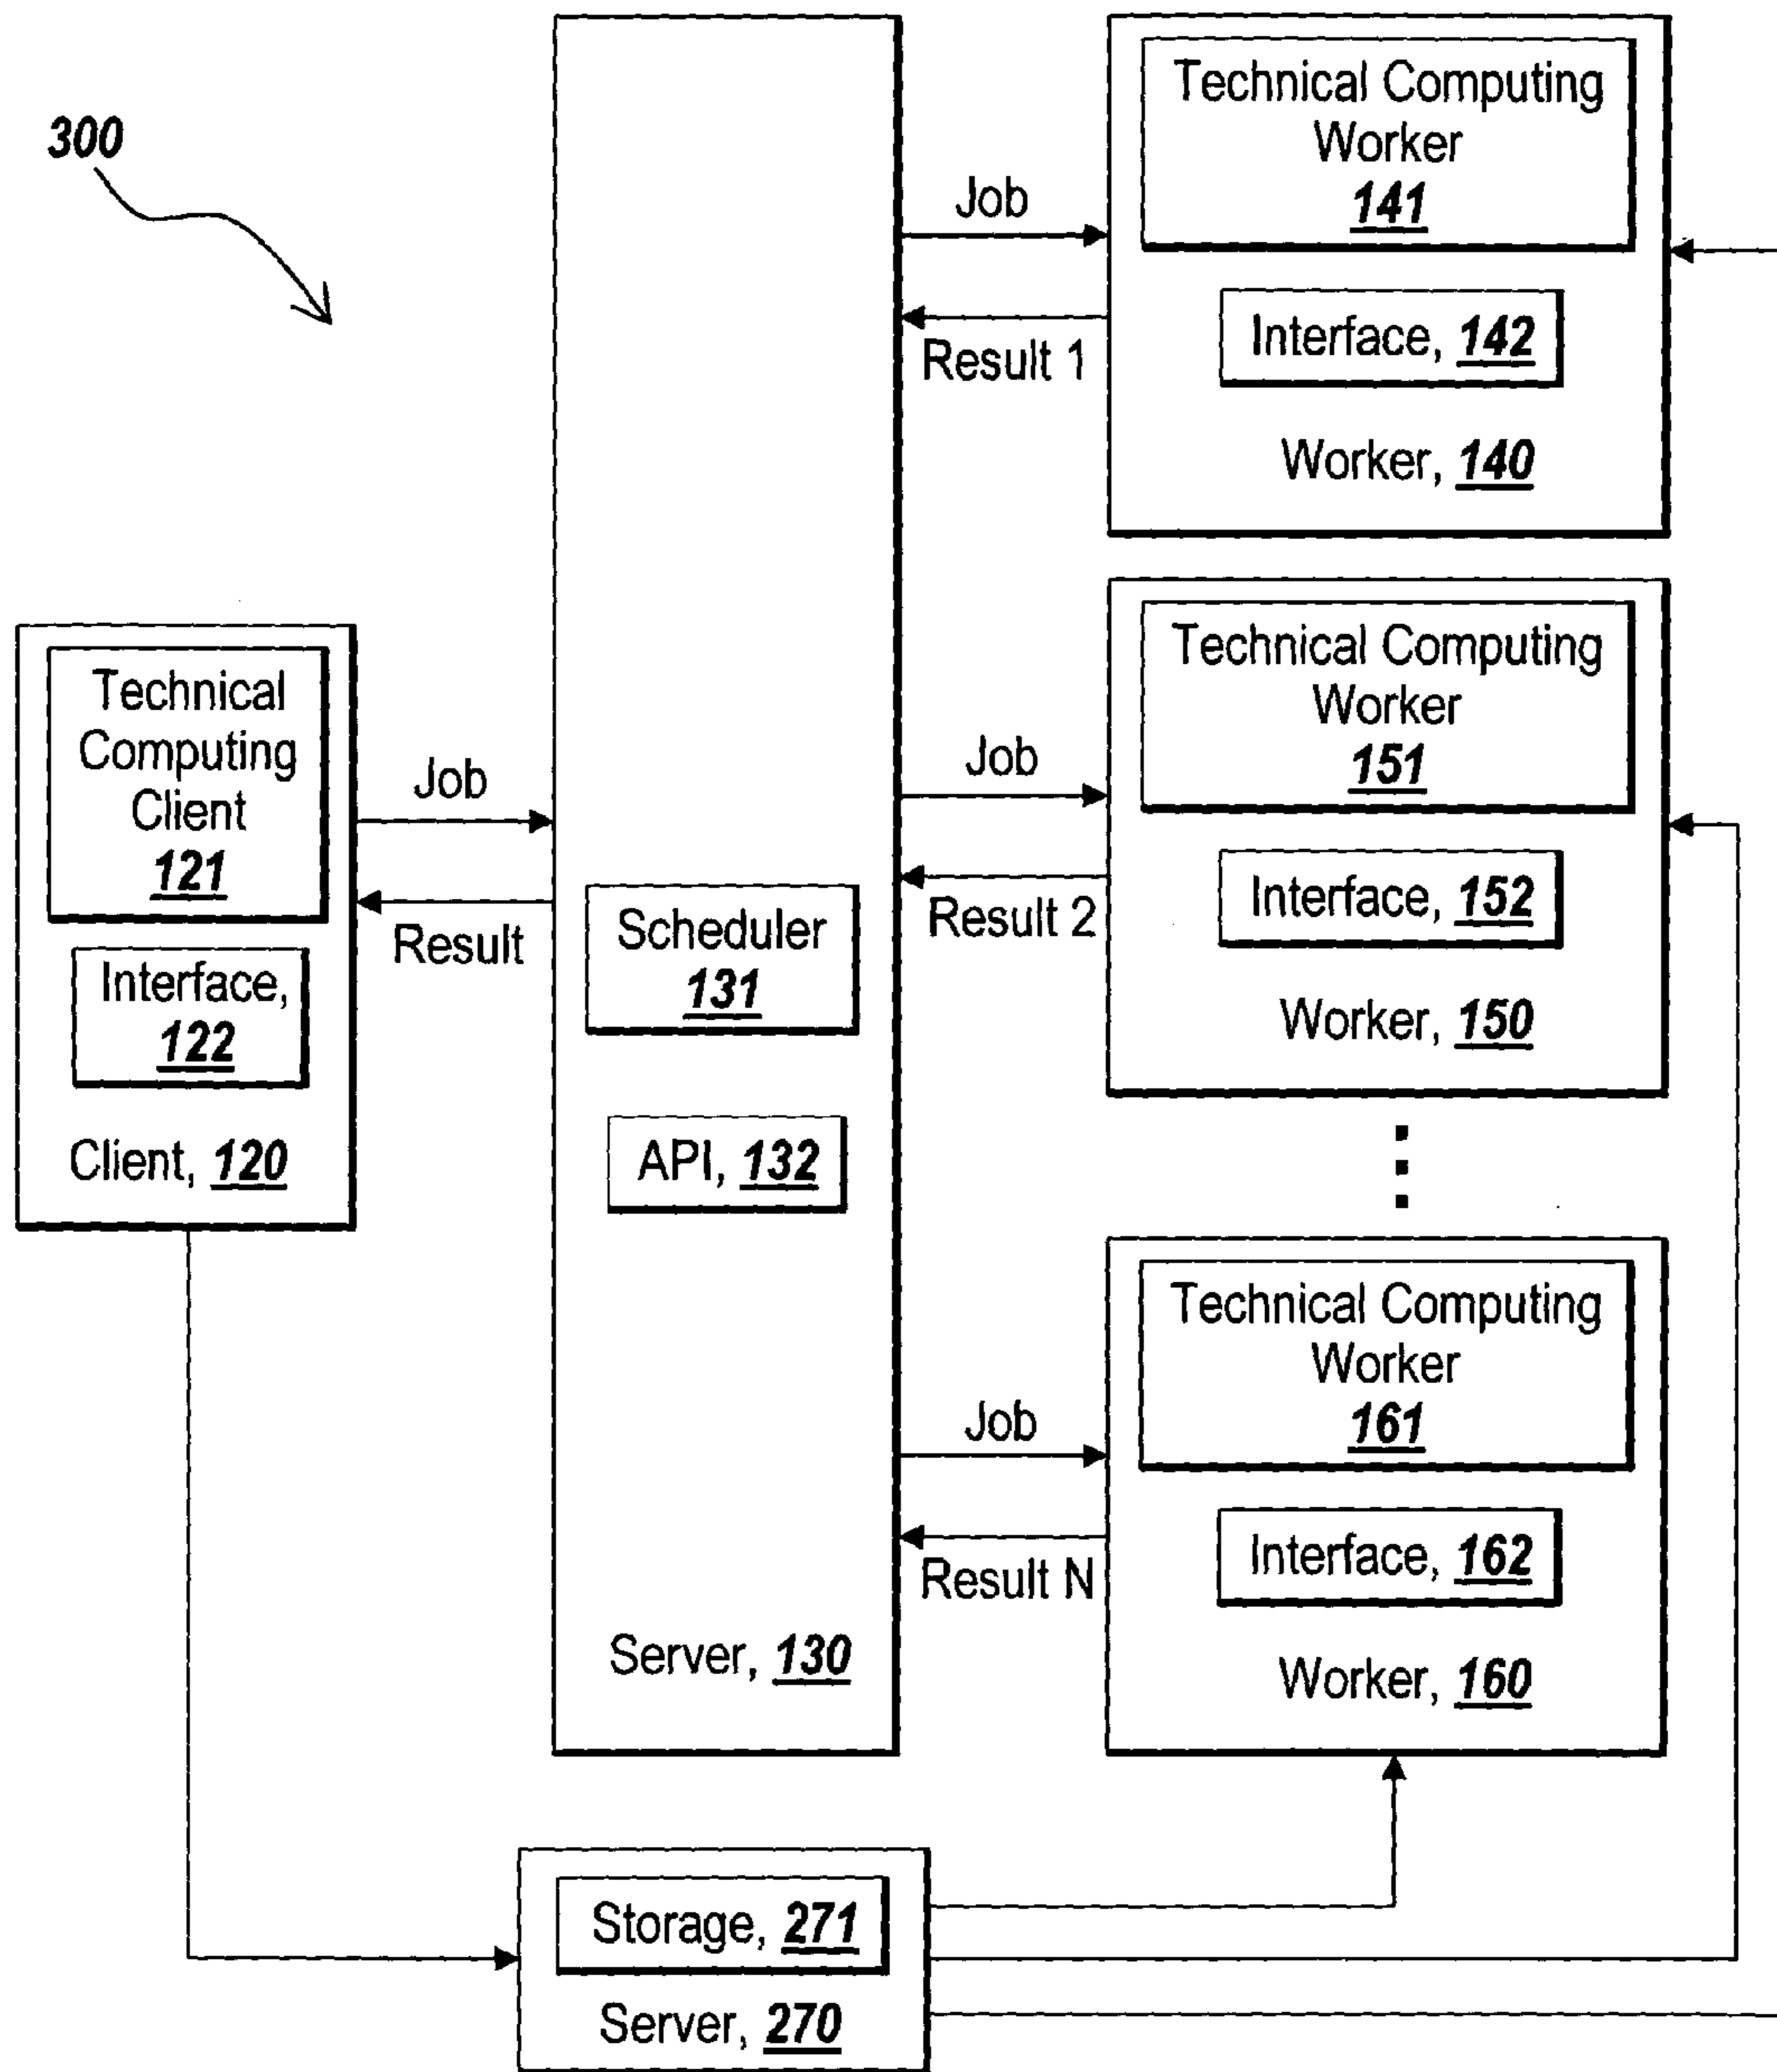 300
Technical
Computing
Client
121
Interface,
122
Client, 120
Job
Result
Scheduler
131
API, 132
Server, 130
Job
Result 1
Technical Computing
Worker
141
Interface, 142
Worker, 140
Job
Result 2
Technical Computing
Worker
151
Interface, 152
Worker, 150
Job
Result N
Technical Computing
Worker
161
Interface, 162
Worker, 160
Storage, 271
Server, 270